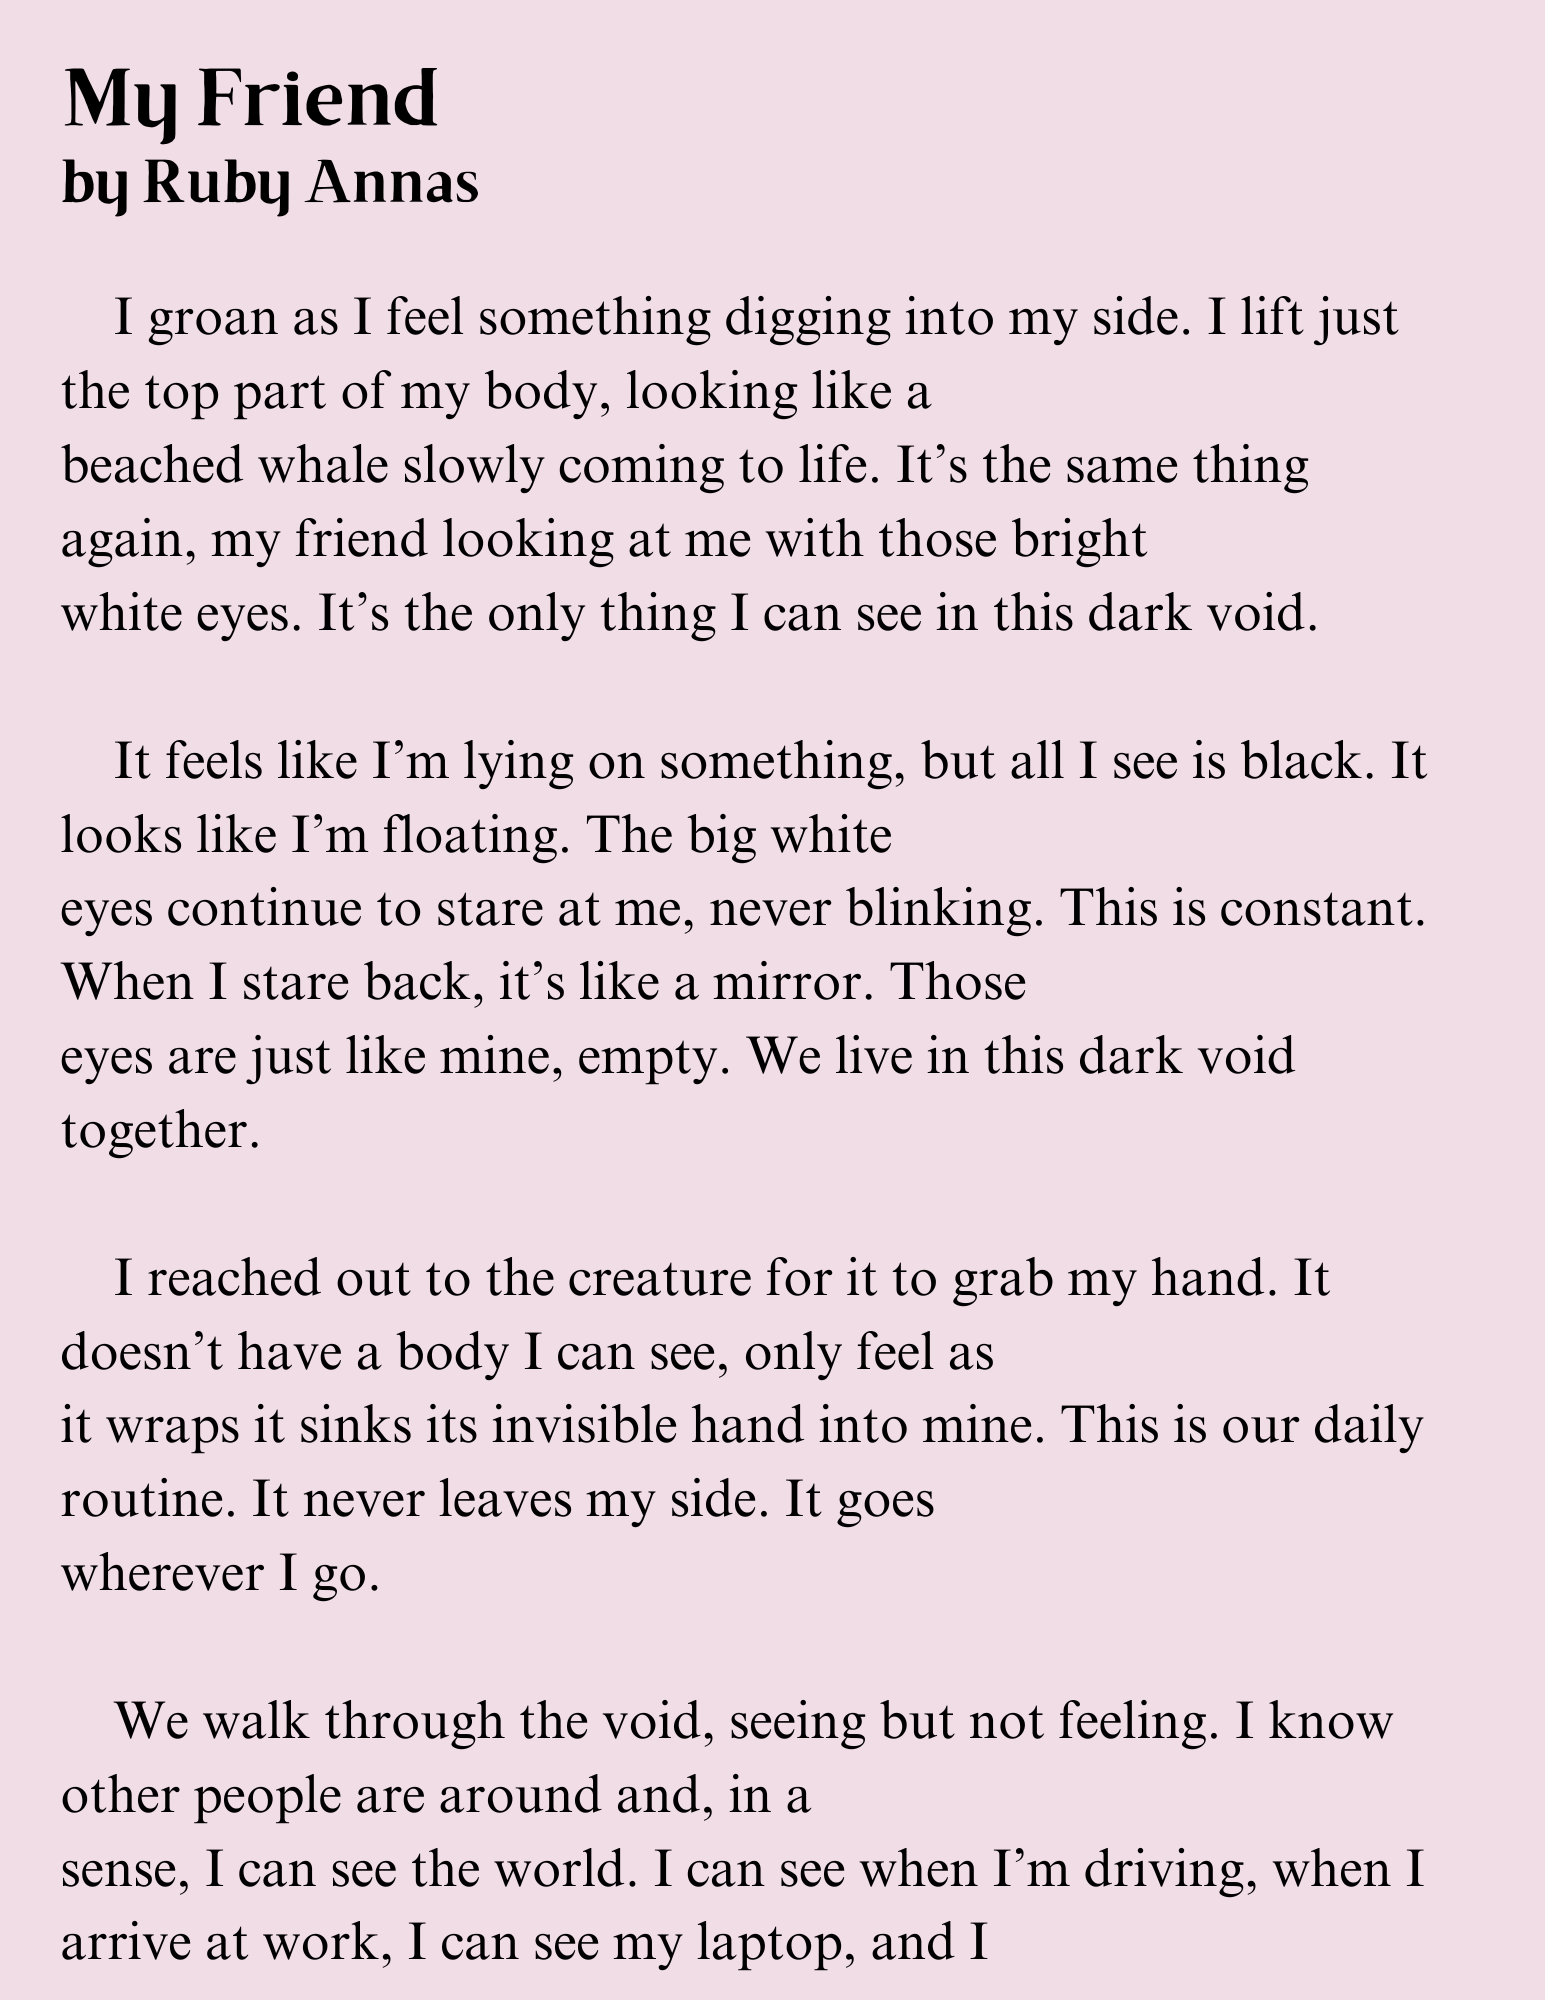 My Friend
by Ruby Annas
I groan as I feel something digging into my side. I lift just
the top part of my body, looking like a
beached whale slowly coming to life. It’s the same thing
again, my friend looking at me with those bright
white eyes. It’s the only thing I can see in this dark void.
It feels like I’m lying on something, but all I see is black. It
looks like I’m floating. The big white
eyes continue to stare at me, never blinking. This is constant.
When I stare back, it’s like a mirror. Those
eyes are just like mine, empty. We live in this dark void
together.
I reached out to the creature for it to grab my hand. It
doesn’t have a body I can see, only feel as
it wraps it sinks its invisible hand into mine. This is our daily
routine. It never leaves my side. It goes
wherever I go.
We walk through the void, seeing but not feeling. I know
other people are around and, in a
sense, I can see the world. I can see when I’m driving, when I
arrive at work, I can see my laptop, and I